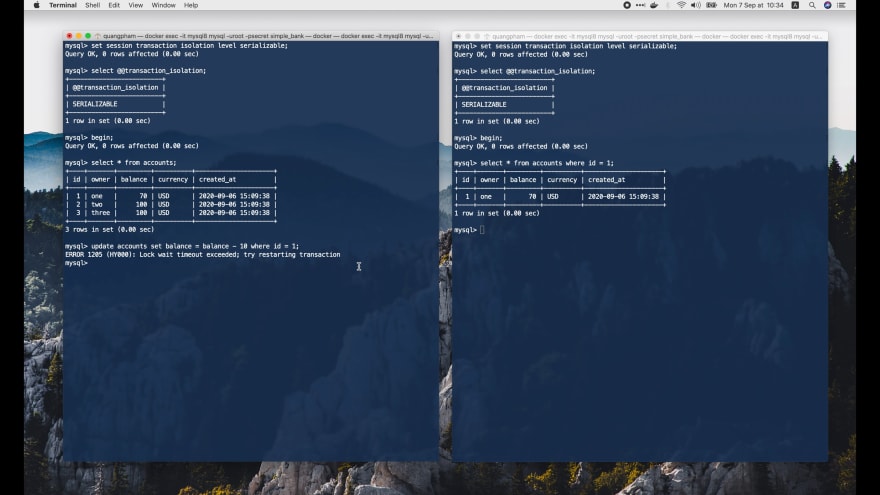 Terminal Shell Edit View Window Help
Mon 7 Sep at 10:34
quangpham — docker exec -it mysql8 mysql -uroot -psecret simple_bank — docker exec -it mysql8 mysql -u...
mysql> set session transaction isolation level serializable;
Query OK, 0 rows affected (0.00 sec)
mysql> select @@transaction_isolation;
+-------------------------+
| @@transaction_isolation |
+-------------------------+
| SERIALIZABLE            |
+-------------------------+
1 row in set (0.00 sec)
mysql> begin;
Query OK, 0 rows affected (0.00 sec)
mysql> select * from accounts;
+----+-------+---------+----------+---------------------+
| id | owner | balance | currency | created_at          |
+----+-------+---------+----------+---------------------+
|  1 | one   |      70 | USD      | 2020-09-06 15:09:38 |
|  2 | two   |     100 | USD      | 2020-09-06 15:09:38 |
|  3 | three |     100 | USD      | 2020-09-06 15:09:38 |
+----+-------+---------+----------+---------------------+
3 rows in set (0.00 sec)
mysql> update accounts set balance = balance - 10 where id = 1;
ERROR 1205 (HY000): Lock wait timeout exceeded; try restarting transaction
mysql>
quangpham — docker exec -it mysql8 mysql -uroot -psecret simple_bank — docker exec -it mysql8 mysql -u...
mysql> set session transaction isolation level serializable;
Query OK, 0 rows affected (0.00 sec)
mysql> select @@transaction_isolation;
+-------------------------+
| @@transaction_isolation |
+-------------------------+
| SERIALIZABLE            |
+-------------------------+
1 row in set (0.00 sec)
mysql> begin;
Query OK, 0 rows affected (0.00 sec)
mysql> select * from accounts where id = 1;
+----+-------+---------+----------+---------------------+
| id | owner | balance | currency | created_at          |
+----+-------+---------+----------+---------------------+
|  1 | one   |      70 | USD      | 2020-09-06 15:09:38 |
+----+-------+---------+----------+---------------------+
1 row in set (0.00 sec)
mysql>